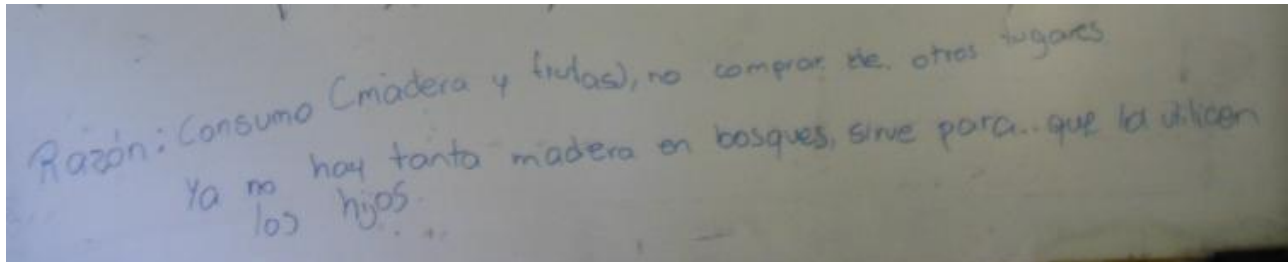 Razón: Consumo (madera y frutas), no comprar de otros lugares
Ya no hay tanta madera en bosques, sirve para.. que la utilicen
los hijos.